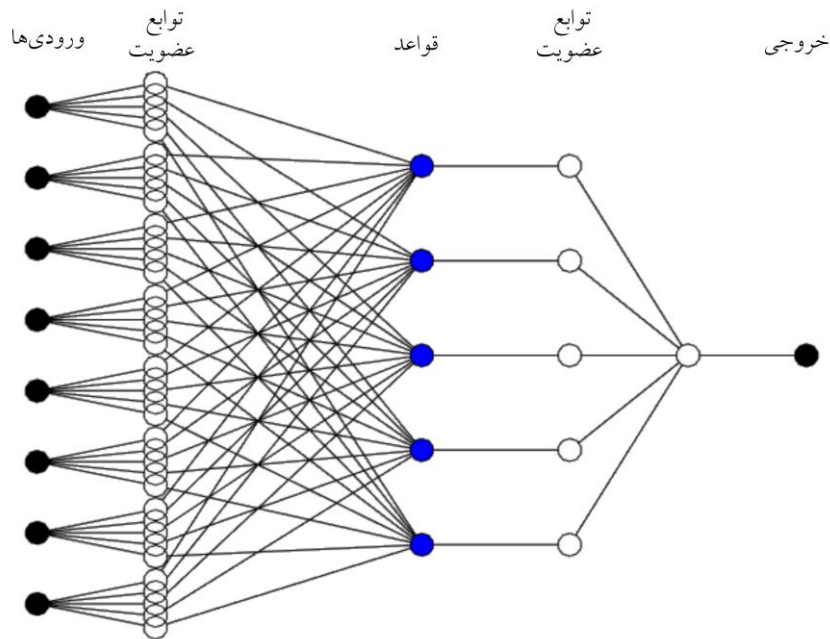 ورودی‌ها
توابع
عضویت
قواعد
توابع
عضویت
خروجی